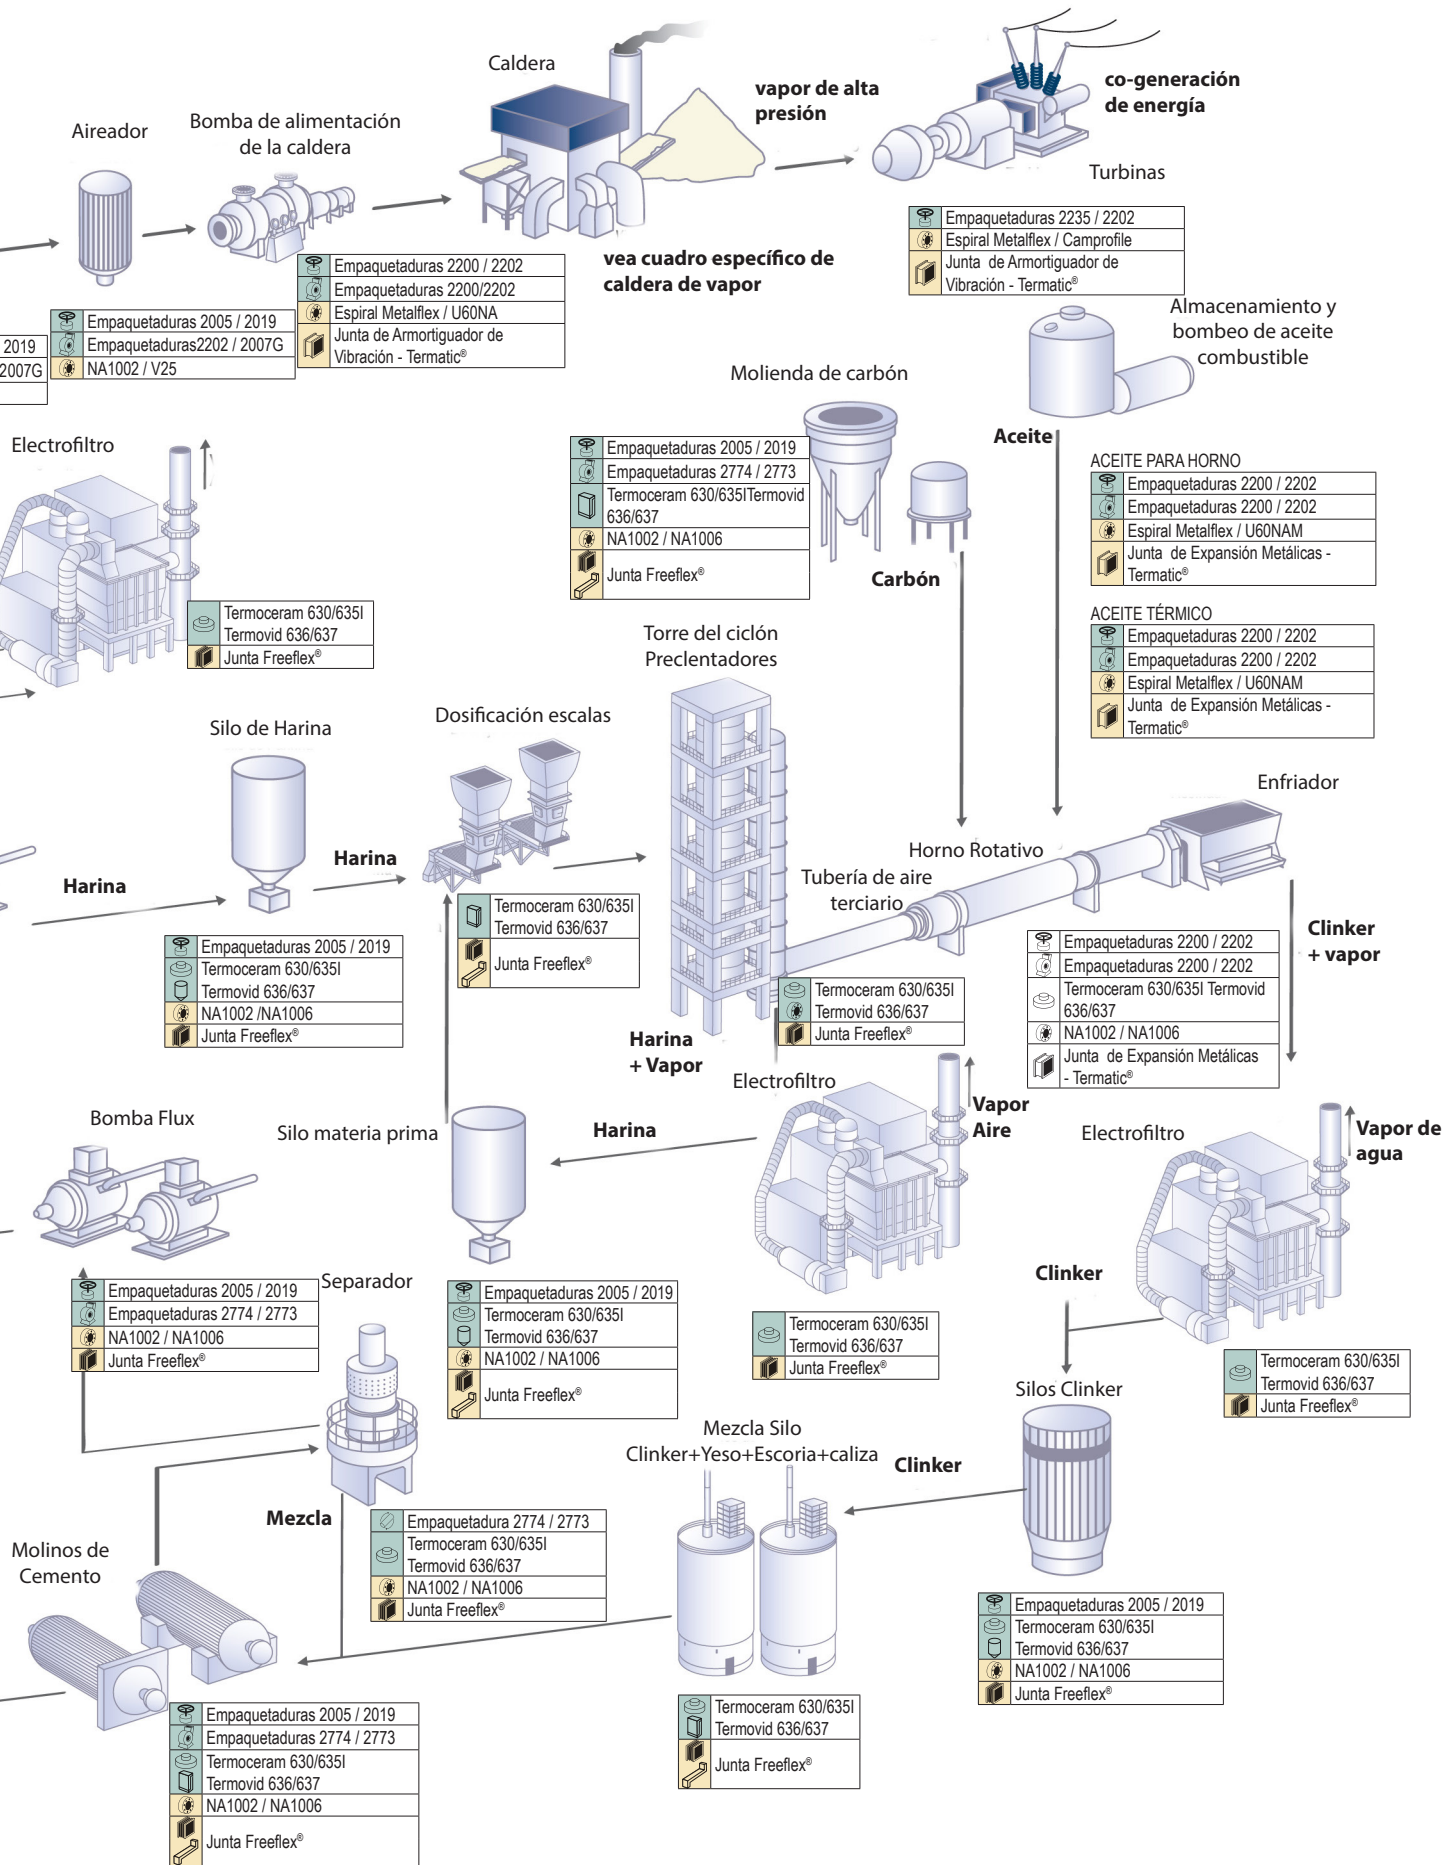 Caldera
vapor de alta
presión
co-generación
de energía
Aireador
Bomba de alimentación
de la caldera
Turbinas
Empaquetaduras 2235 / 2202
Espiral Metalflex / Camprofile
Junta  de Armortiguador de
Vibración - Termatic®
vea cuadro específico de
caldera de vapor
Empaquetaduras 2200 / 2202
Empaquetaduras 2200/2202
Espiral Metalflex / U60NA
Junta de Armortiguador de
Vibración - Termatic®
Empaquetaduras 2005 / 2019
Empaquetaduras2202 / 2007G
NA1002 / V25
2019
2007G
Almacenamiento y
bombeo de aceite
combustible
Molienda de carbón
Aceite
Electrofiltro
Empaquetaduras 2005 / 2019
Empaquetaduras 2774 / 2773
Termoceram 630/635ITermovid
636/637
NA1002 / NA1006
Junta Freeflex®
Carbón
ACEITE PARA HORNO
Empaquetaduras 2200 / 2202
Empaquetaduras 2200 / 2202
Espiral Metalflex / U60NAM
Junta  de Expansión Metálicas -
Termatic®
ACEITE TÉRMICO
Empaquetaduras 2200 / 2202
Empaquetaduras 2200 / 2202
Espiral Metalflex / U60NAM
Junta  de Expansión Metálicas -
Termatic®
Termoceram 630/635I
Termovid 636/637
Junta Freeflex®
Torre del ciclón
Preclentadores
Dosificación escalas
Silo de Harina
Enfriador
Harina
Harina
Horno Rotativo
Tubería de aire
terciario
Termoceram 630/635I
Termovid 636/637
Junta Freeflex®
Empaquetaduras 2005 / 2019
Termoceram 630/635I
Termovid 636/637
NA1002 /NA1006
Junta Freeflex®
Clinker
+ vapor
Empaquetaduras 2200 / 2202
Empaquetaduras 2200 / 2202
Termoceram 630/635I Termovid
636/637
NA1002 / NA1006
Junta  de Expansión Metálicas
- Termatic®
Termoceram 630/635I
Termovid 636/637
Junta Freeflex®
Harina
+ Vapor
Electrofiltro
Vapor
Aire
Bomba Flux
Silo materia prima
Harina
Electrofiltro
Vapor de
agua
Separador
Clinker
Empaquetaduras 2005 / 2019
Empaquetaduras 2774 / 2773
NA1002 / NA1006
Junta Freeflex®
Empaquetaduras 2005 / 2019
Termoceram 630/635I
Termovid 636/637
NA1002 / NA1006
Junta Freeflex®
Termoceram 630/635I
Termovid 636/637
Junta Freeflex®
Termoceram 630/635I
Termovid 636/637
Junta Freeflex®
Silos Clinker
Mezcla Silo
Clinker+Yeso+Escoria+caliza
Clinker
Mezcla
Empaquetadura 2774 / 2773
Termoceram 630/635I
Termovid 636/637
NA1002 / NA1006
Junta Freeflex®
Molinos de
Cemento
Empaquetaduras 2005 / 2019
Termoceram 630/635I
Termovid 636/637
NA1002 / NA1006
Junta Freeflex®
Termoceram 630/635I
Termovid 636/637
Junta Freeflex®
Empaquetaduras 2005 / 2019
Empaquetaduras 2774 / 2773
Termoceram 630/635I
Termovid 636/637
NA1002 / NA1006
Junta Freeflex®